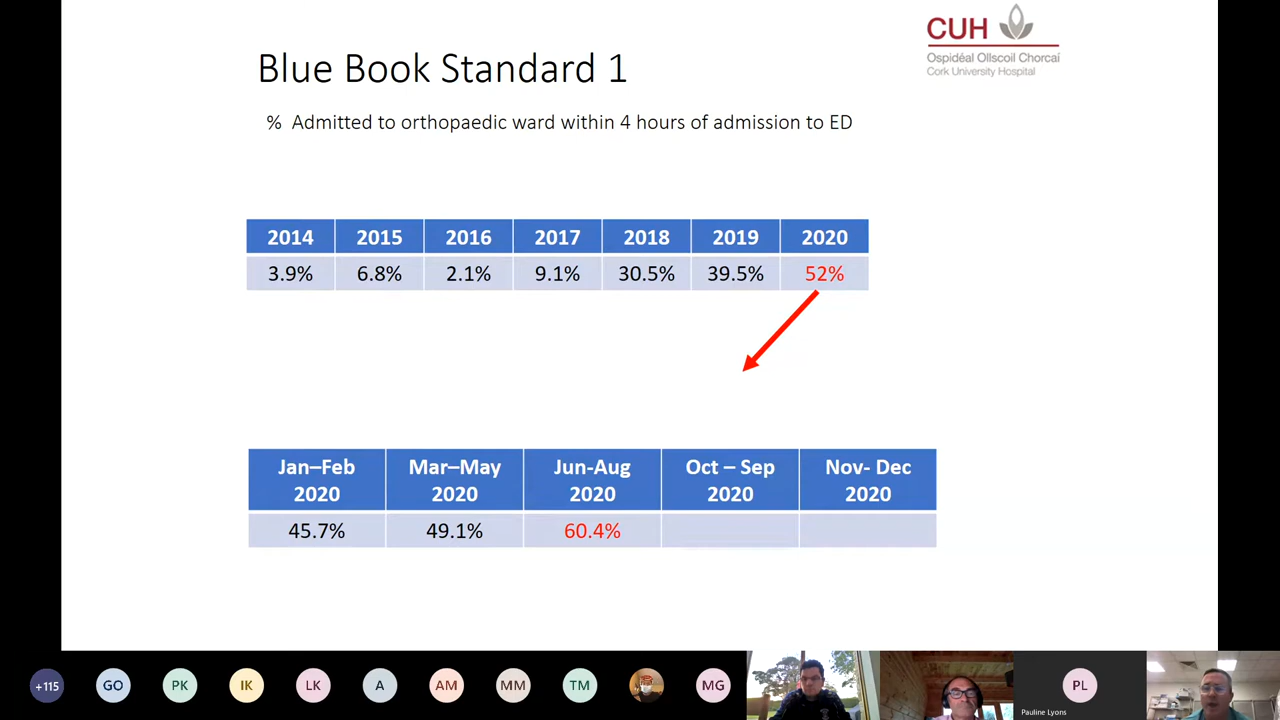 CUH
Ospidéal Ollscoil Chorcaí
Cork University Hospital
Blue Book Standard 1
% Admitted to orthopaedic ward within 4 hours of admission to ED
2014 2015 2016 2017 2018 2019 2020
3.9% 6.8% 2.1% 9.1% 30.5% 39.5% 52%
Jan–Feb 2020 Mar–May 2020 Jun-Aug 2020 Oct – Sep 2020 Nov- Dec 2020
45.7% 49.1% 60.4%
+115 GO PK IK LK A AM MM TM MG PL
Pauline Lyons